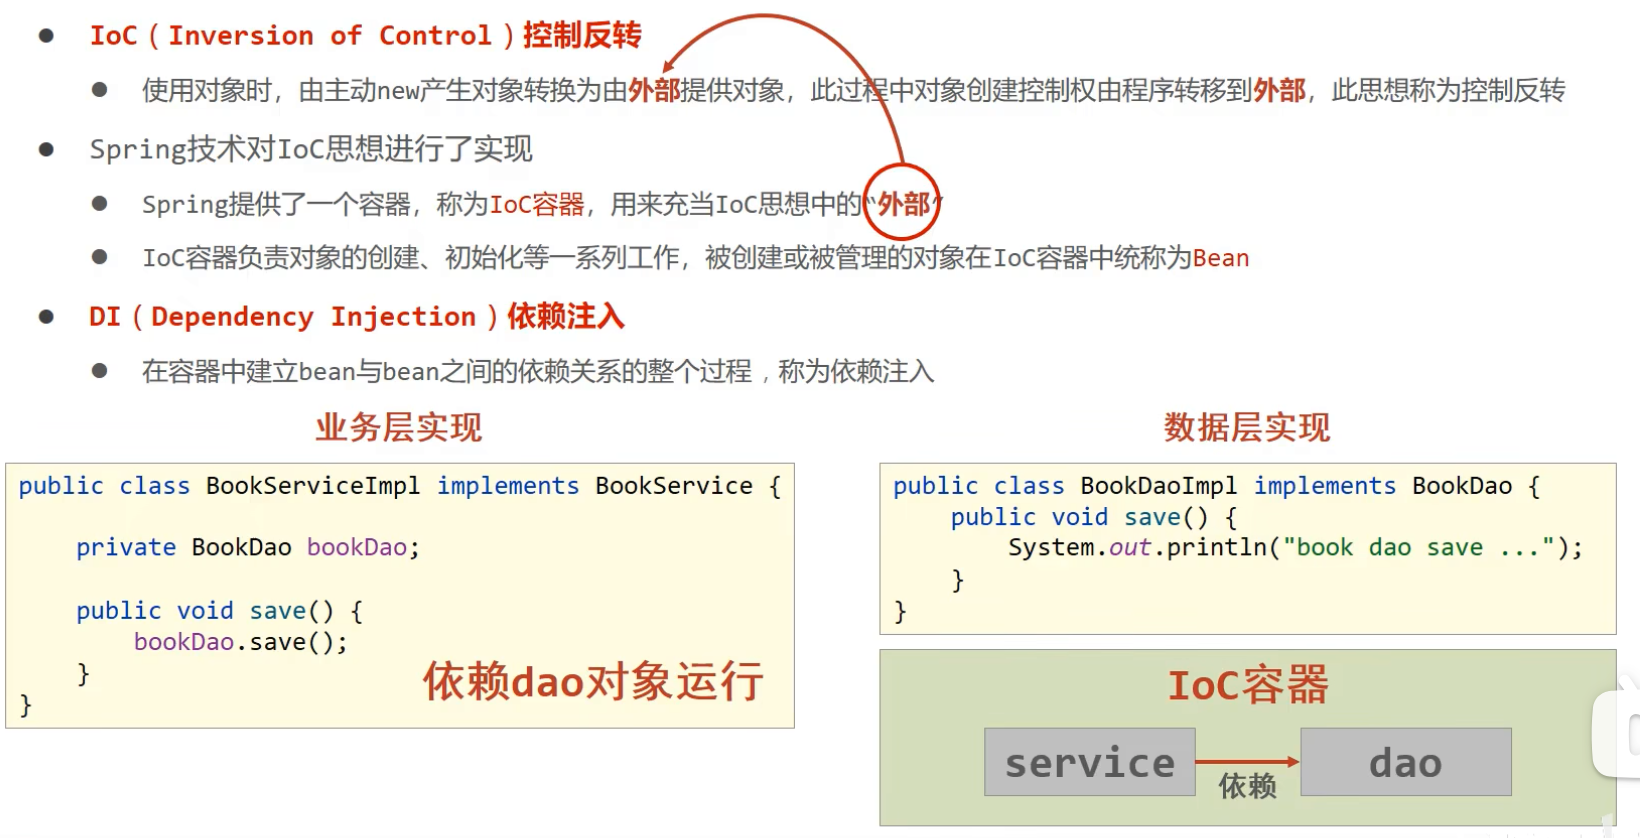 IoC（Inversion of Control）控制反转
使用对象时，由主动new产生对象转换为由外部提供对象，此过程中对象创建控制权由程序转移到外部，此思想称为控制反转
Spring技术对IoC思想进行了实现
Spring提供了一个容器，称为IoC容器，用来充当IoC思想中的“外部”
IoC容器负责对象的创建、初始化等一系列工作，被创建或被管理的对象在IoC容器中统称为Bean
DI（Dependency Injection）依赖注入
在容器中建立bean与bean之间的依赖关系的整个过程，称为依赖注入
业务层实现
public class BookServiceImpl implements BookService {
private BookDao bookDao;
public void save() {
bookDao.save();
}
}
依赖dao对象运行
数据层实现
public class BookDaoImpl implements BookDao {
public void save() {
System.out.println("book dao save ...");
}
}
IoC容器
service
依赖
dao